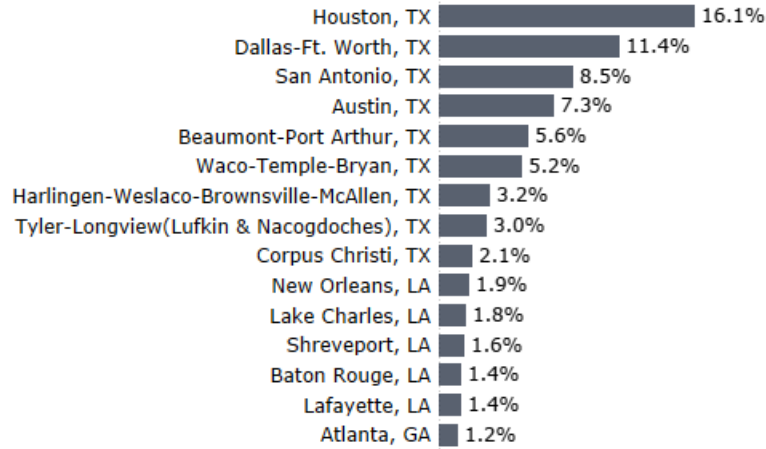 Houston, TX 16.1%
Dallas-Ft. Worth, TX 11.4%
San Antonio, TX 8.5%
Austin, TX 7.3%
Beaumont-Port Arthur, TX 5.6%
Waco-Temple-Bryan, TX 5.2%
Harlingen-Weslaco-Brownsville-McAllen, TX 3.2%
Tyler-Longview(Lufkin & Nacogdoches), TX 3.0%
Corpus Christi, TX 2.1%
New Orleans, LA 1.9%
Lake Charles, LA 1.8%
Shreveport, LA 1.6%
Baton Rouge, LA 1.4%
Lafayette, LA 1.4%
Atlanta, GA 1.2%